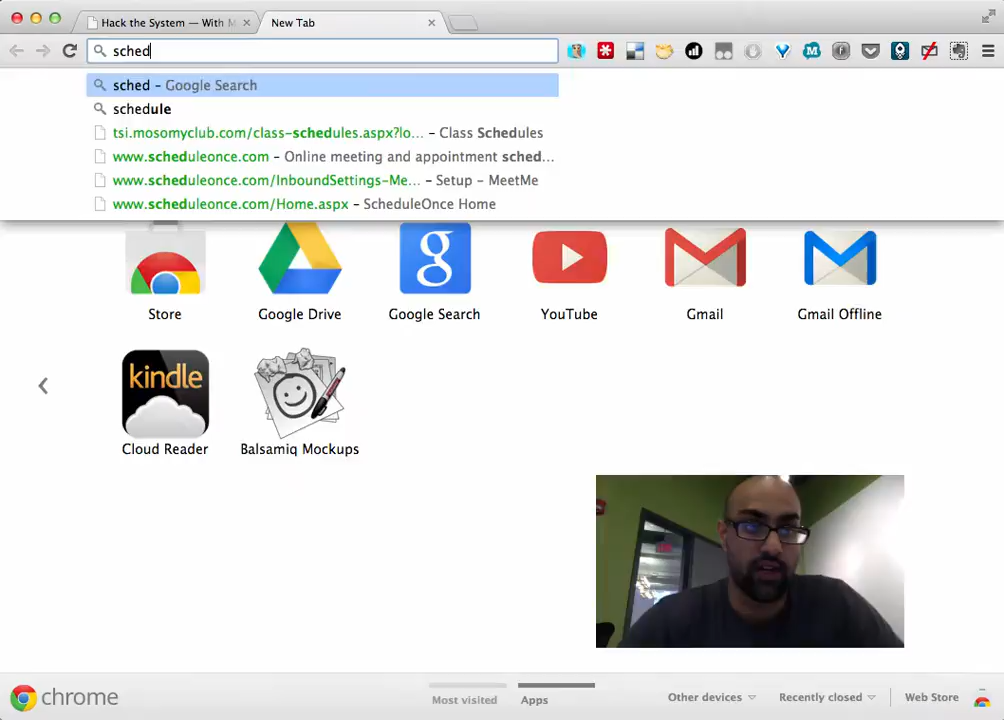 Hack the System — With M
New Tab
sched
sched – Google Search
schedule
tsi.mosomyclub.com/class-schedules.aspx?lo... – Class Schedules
www.scheduleonce.com – Online meeting and appointment sched...
www.scheduleonce.com/InboundSettings-Me... – Setup – MeetMe
www.scheduleonce.com/Home.aspx – ScheduleOnce Home
Store
Google Drive
Google Search
YouTube
Gmail
Gmail Offline
kindle
Cloud Reader
Balsamiq Mockups
chrome
Most visited
Apps
Other devices
Recently closed
Web Store